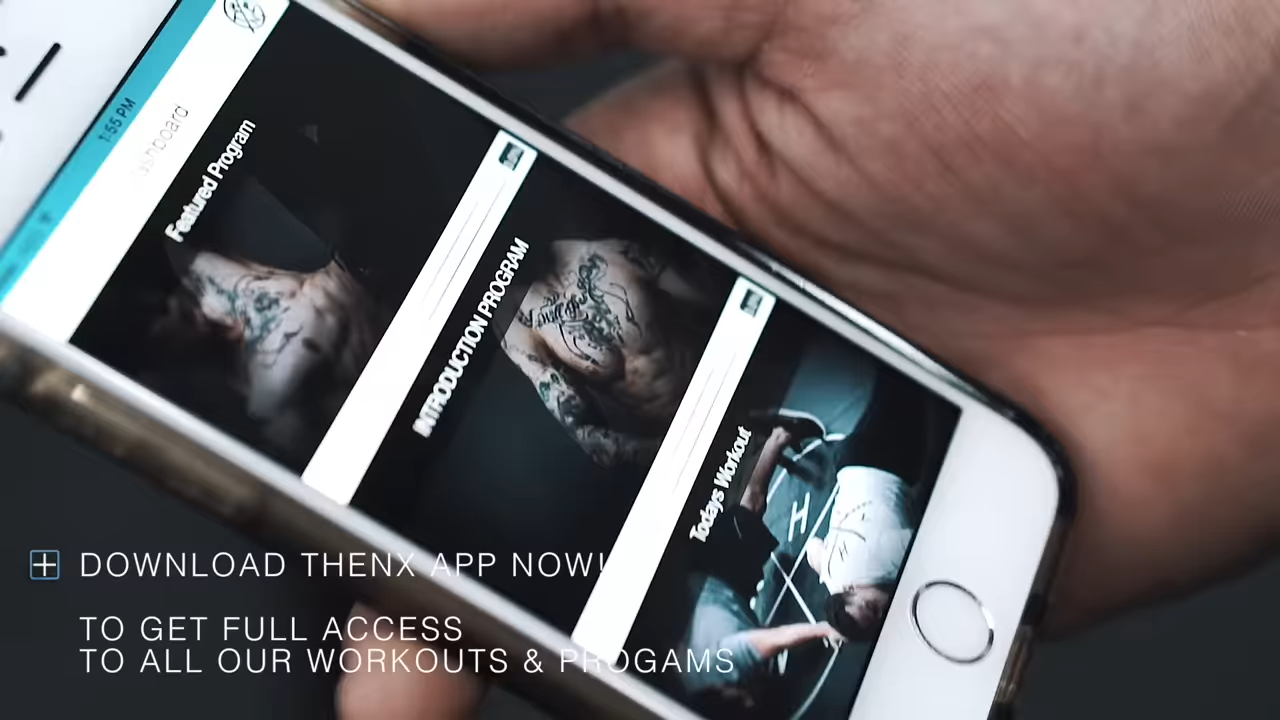 1:55 PM
Featured Program
INTRODUCTION PROGRAM
Todays Workout
DOWNLOAD THENX APP NOW!
TO GET FULL ACCESS
TO ALL OUR WORKOUTS & PROGAMS